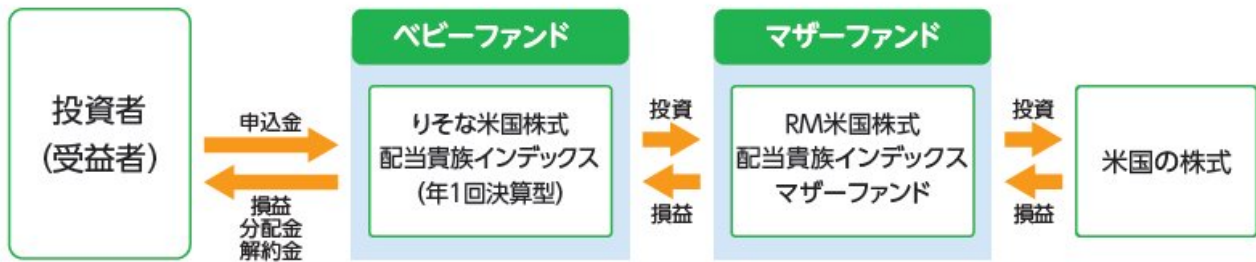 投資者
(受益者)
申込金
損益
分配金
解約金
ベビーファンド
りそな米国株式
配当貴族インデックス
(年1回決算型)
投資
損益
マザーファンド
RM米国株式
配当貴族インデックス
マザーファンド
投資
損益
米国の株式